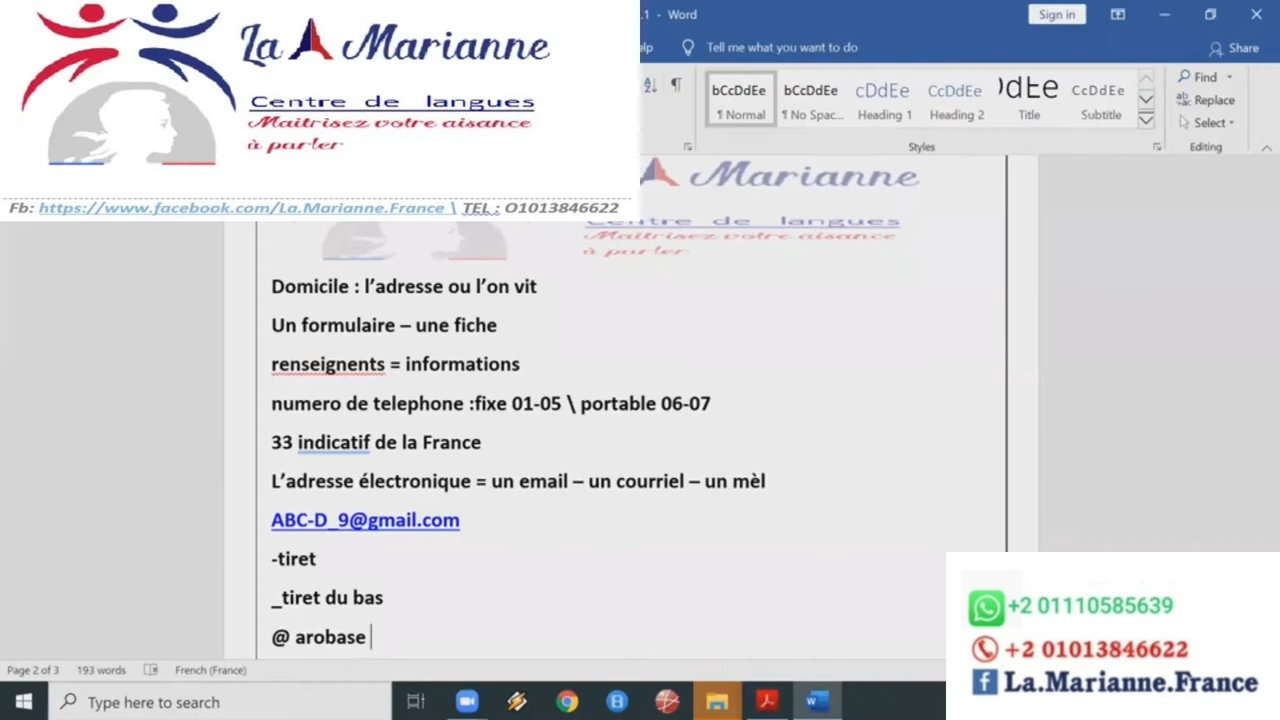 La Marianne
Centre de langues
Maitrisez votre aisance
à parler
Fb: https://www.facebook.com/La.Marianne.France \ TEL : O1013846622
.1 - Word
Sign in
lp
Tell me what you want to do
Share
bCcDdEe
¶ Normal
bCcDdEe
¶ No Spac...
cDdEe
Heading 1
CcDdEe
Heading 2
DdEe
Title
CcDdEe
Subtitle
Styles
Find
Replace
Select
Editing
Marianne
Centre de langues
Maitrisez votre aisance
à parler
Domicile : l’adresse ou l’on vit
Un formulaire – une fiche
renseignents = informations
numero de telephone :fixe 01-05 \ portable 06-07
33 indicatif de la France
L’adresse électronique = un email – un courriel – un mèl
ABC-D_9@gmail.com
-tiret
_tiret du bas
@ arobase
+2 01110585639
+2 01013846622
La.Marianne.France
Page 2 of 3
193 words
French (France)
Type here to search